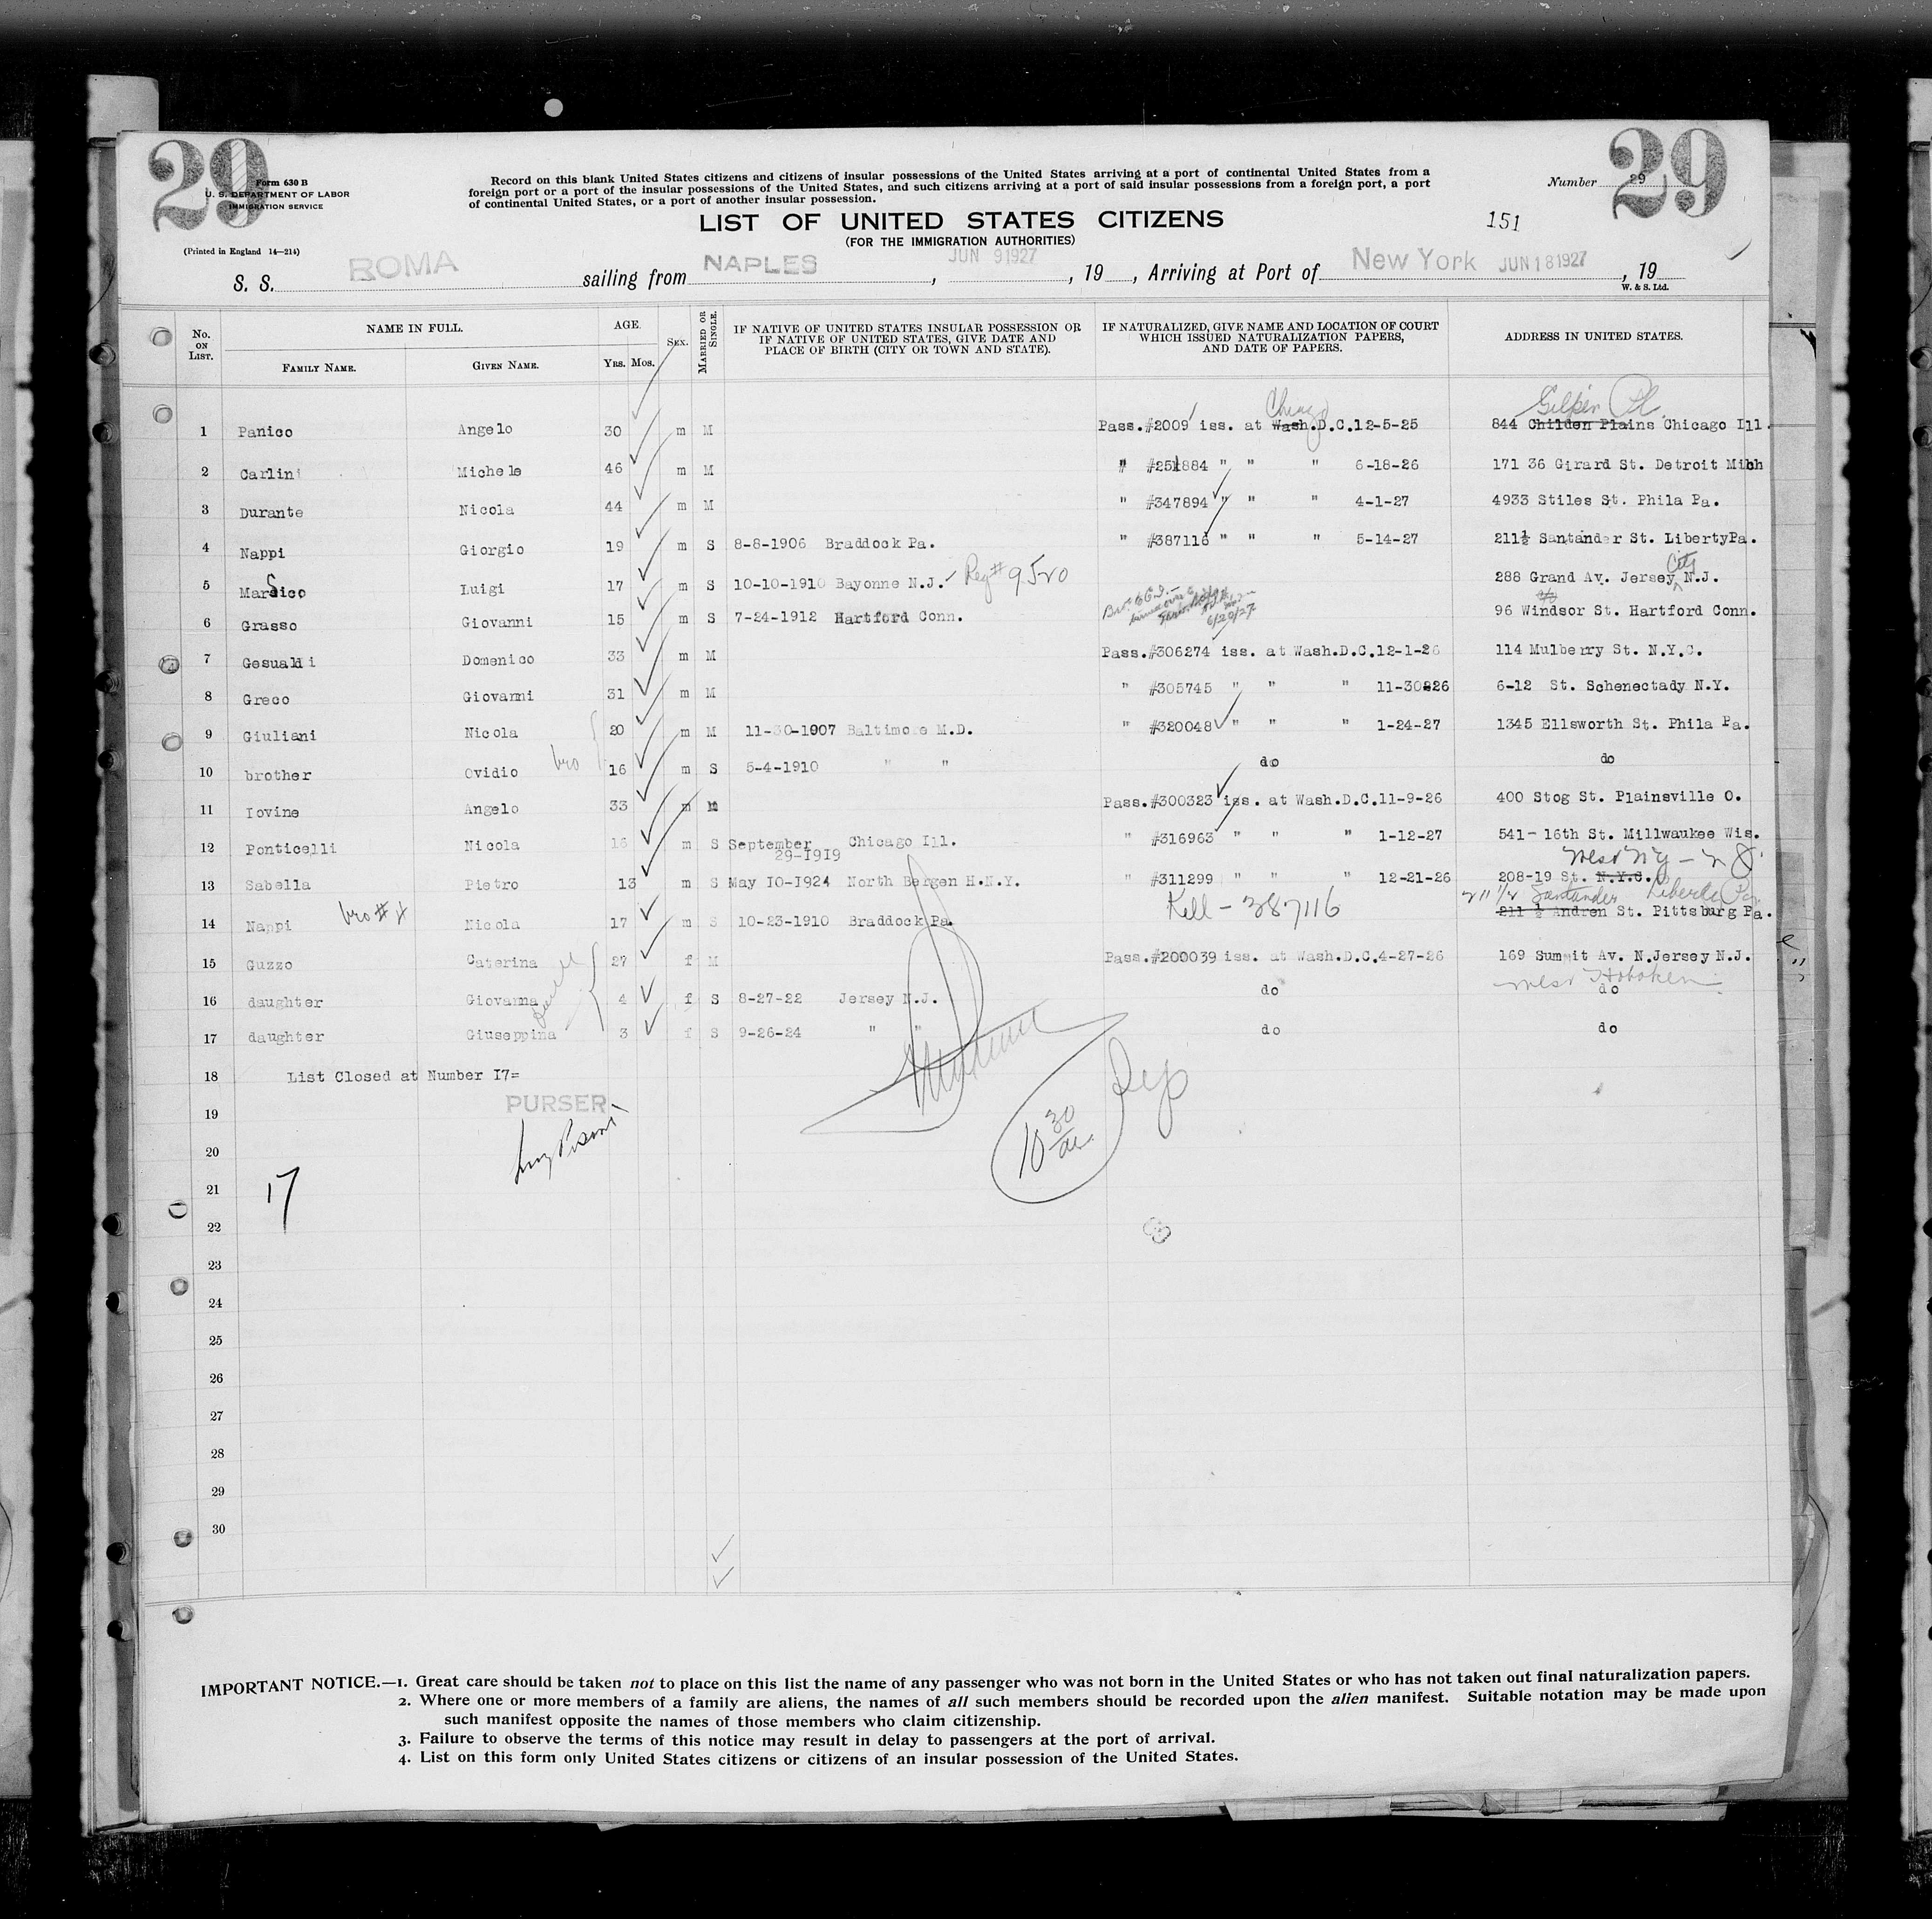 29
29
Form 630 B
U. S. DEPARTMENT OF LABOR
IMMIGRATION SERVICE
(Printed in England 14—214)
Record on this blank United States citizens and citizens of insular possessions of the United States arriving at a port of continental United States from a
foreign port or a port of the insular possessions of the United States, and such citizens arriving at a port of said insular possessions from a foreign port, a port
of continental United States, or a port of another insular possession.
Number 29
LIST OF UNITED STATES CITIZENS
151
(FOR THE IMMIGRATION AUTHORITIES)
S. S. ROMA sailing from NAPLES, JUN 9 1927, 19, Arriving at Port of New York JUN 18 1927, 19
W. & S. Ltd.
No. ON LIST. NAME IN FULL. FAMILY NAME. GIVEN NAME. AGE. YRS. MOS. SEX. MARRIED OR SINGLE. IF NATIVE OF UNITED STATES INSULAR POSSESSION OR IF NATIVE OF UNITED STATES, GIVE DATE AND PLACE OF BIRTH (CITY OR TOWN AND STATE). IF NATURALIZED, GIVE NAME AND LOCATION OF COURT WHICH ISSUED NATURALIZATION PAPERS, AND DATE OF PAPERS. ADDRESS IN UNITED STATES.
Gilpin Pl.
1 Panico Angelo 30 m M Pass.#2009 iss. at Wash.D.C.12-5-25 844 Childen Plains Chicago Ill.
2 Carlini Michele 46 m M " #251884 " " " 6-18-26 171 36 Girard St. Detroit Mich
3 Durante Nicola 44 m M " #347894 " " " 4-1-27 4933 Stiles St. Phila Pa.
4 Nappi Giorgio 19 m S 8-8-1906 Braddock Pa. " #387116 " " " 5-14-27 211½ Santander St. LibertyPa.
5 Marsico Luigi 17 m S 10-10-1910 Bayonne N.J. Reg# 9520 288 Grand Av. Jersey City N.J.
6 Grasso Giovanni 15 m S 7-24-1912 Hartford Conn. 6/20/27 96 Windsor St. Hartford Conn.
7 Gesualdi Domenico 33 m M Pass.#306274 iss. at Wash.D.C.12-1-26 114 Mulberry St. N.Y.C.
8 Greco Giovanni 31 m M " #305745 " " " 11-30-26 6-12 St. Schenectady N.Y.
9 Giuliani Nicola 20 m M 11-30-1907 Baltimore M.D. " #320048 " " " 1-24-27 1345 Ellsworth St. Phila Pa.
10 brother Ovidio bro 16 m S 5-4-1910 " " do do
11 Iovine Angelo 33 m M Pass.#300323 iss. at Wash.D.C.11-9-26 400 Stog St. Plainsville O.
12 Ponticelli Nicola 16 m S September 29-1919 Chicago Ill. " #316963 " " " 1-12-27 541- 16th St. Millwaukee Wis.
West NY - N J.
13 Sabella Pietro 13 m S May 10-1924 North Bergen H.N.Y. " #311299 " " " 12-21-26 208-19 St. N.Y.C.
211 1/2 Santander Liberty Pa.
14 Nappi bro # 4 Nicola 17 m S 10-23-1910 Braddock Pa. 387116 211 ½ Andren St. Pittsburg Pa.
15 Guzzo Caterina 27 f M Pass.#200039 iss. at Wash.D.C.4-27-26 169 Summit Av. N.Jersey N.J.
West Hoboken
16 daughter Giovanna 4 f S 8-27-22 Jersey N.J. do do
17 daughter Giuseppina 3 f S 9-26-24 " " do do
18 List Closed at Number 17=
19 PURSER
20
10 30
21 17
22
23
24
25
26
27
28
29
30
IMPORTANT NOTICE.—1. Great care should be taken not to place on this list the name of any passenger who was not born in the United States or who has not taken out final naturalization papers.
2. Where one or more members of a family are aliens, the names of all such members should be recorded upon the alien manifest. Suitable notation may be made upon
such manifest opposite the names of those members who claim citizenship.
3. Failure to observe the terms of this notice may result in delay to passengers at the port of arrival.
4. List on this form only United States citizens or citizens of an insular possession of the United States.